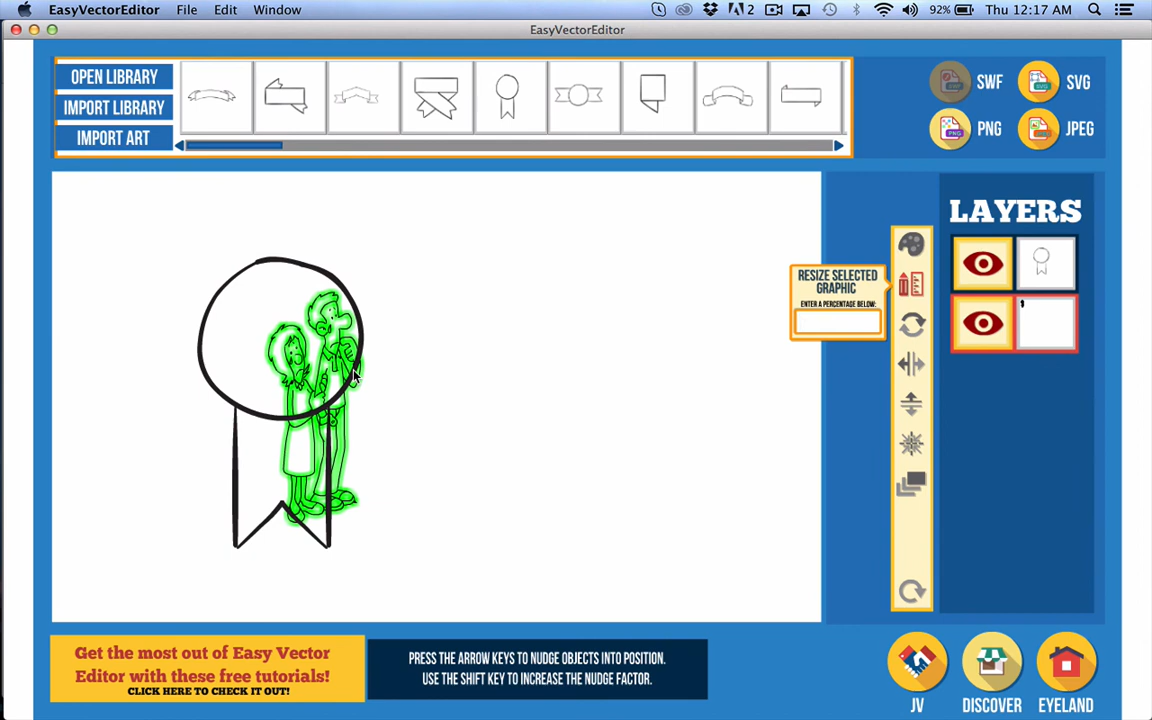 EasyVectorEditor File Edit Window 2 92% Thu 12:17 AM
EasyVectorEditor
OPEN LIBRARY
IMPORT LIBRARY
IMPORT ART
SWF SVG
PNG JPEG
LAYERS
RESIZE SELECTED
GRAPHIC
ENTER A PERCENTAGE BELOW:
Get the most out of Easy Vector
Editor with these free tutorials!
CLICK HERE TO CHECK IT OUT!
PRESS THE ARROW KEYS TO NUDGE OBJECTS INTO POSITION.
USE THE SHIFT KEY TO INCREASE THE NUDGE FACTOR.
JV DISCOVER EYELAND